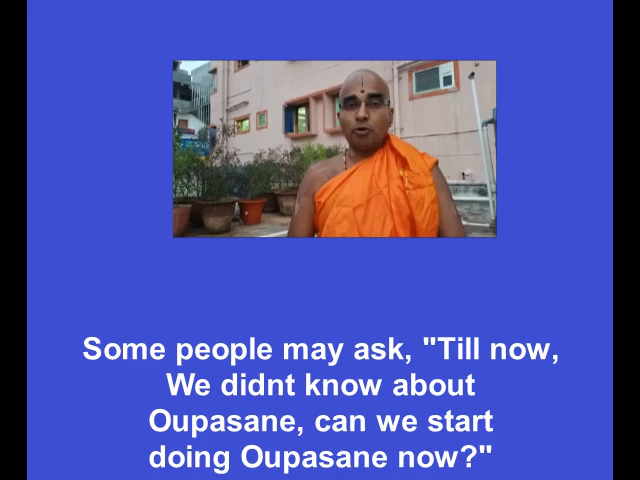 Some people may ask, "Till now,
We didnt know about
Oupasane, can we start
doing Oupasane now?"